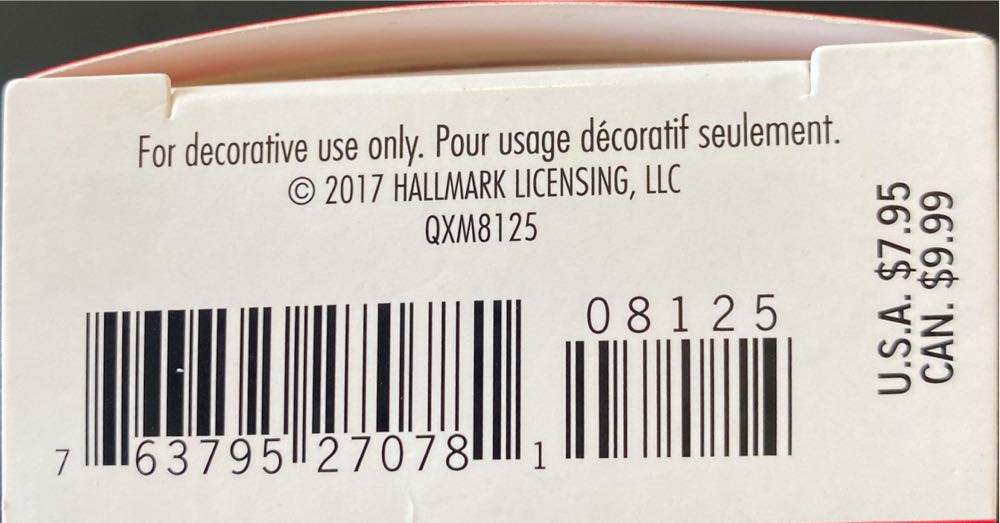 For decorative use only. Pour usage décoratif seulement.
© 2017 HALLMARK LICENSING, LLC
QXM8125
08125
7 63795 27078 1
U.S.A. $7.95
CAN. $9.99